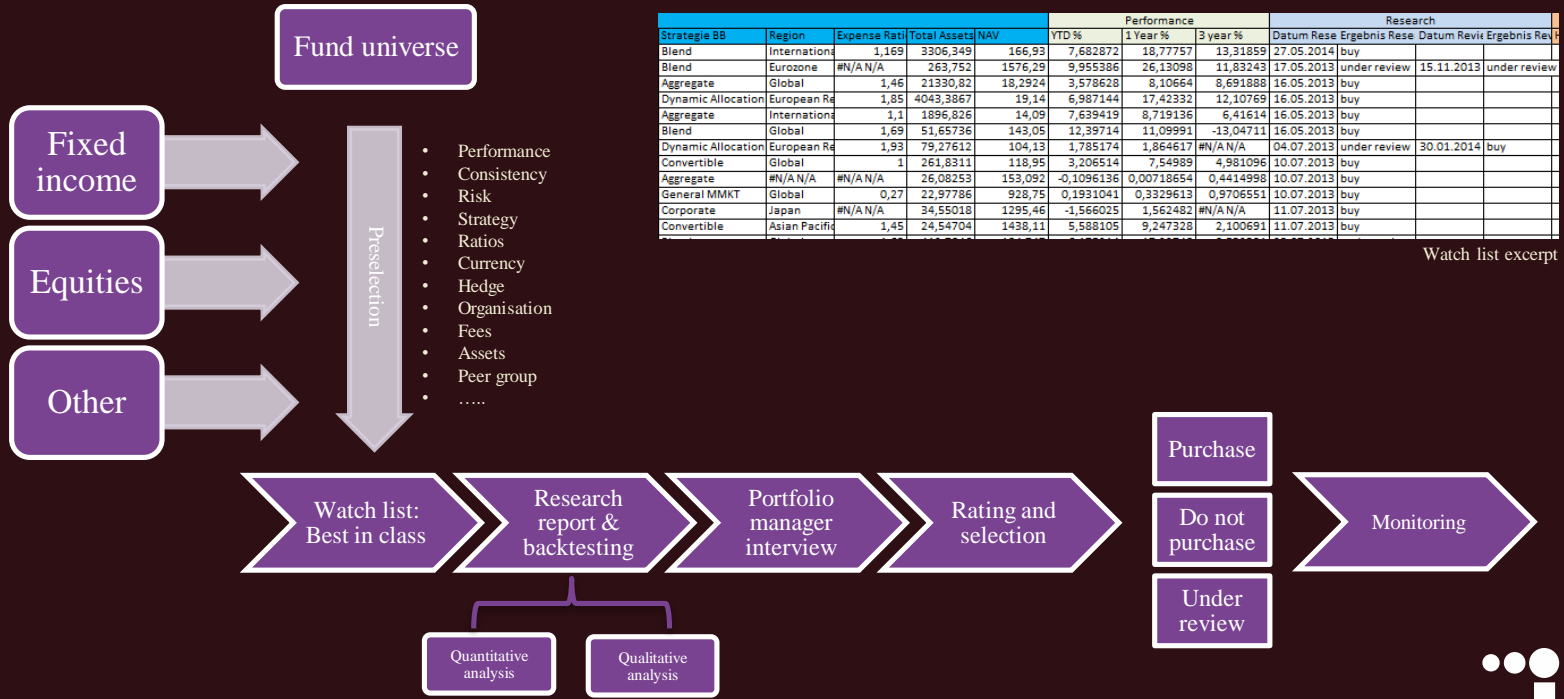 Fund universe
Fixed
income
Equities
Other
Preselection
• Performance
• Consistency
• Risk
• Strategy
• Ratios
• Currency
• Hedge
• Organisation
• Fees
• Assets
• Peer group
• …..
Performance Research
Strategie BB Region Expense Rati Total Assets NAV YTD % 1 Year % 3 year % Datum Rese Ergebnis Rese Datum Revie Ergebnis Rev
Blend Internationa 1,169 3306,349 166,93 7,682872 18,77757 13,31859 27.05.2014 buy
Blend Eurozone #N/A N/A 263,752 1576,29 9,955386 26,13098 11,83243 17.05.2013 under review 15.11.2013 under review
Aggregate Global 1,46 21330,82 18,2924 3,578628 8,10664 8,691888 16.05.2013 buy
Dynamic Allocation European Re 1,85 4043,3867 19,14 6,987144 17,42332 12,10769 16.05.2013 buy
Aggregate Internationa 1,1 1896,826 14,09 7,639419 8,719136 6,41614 16.05.2013 buy
Blend Global 1,69 51,65736 143,05 12,39714 11,09991 -13,04711 16.05.2013 buy
Dynamic Allocation European Re 1,93 79,27612 104,13 1,785174 1,864617 #N/A N/A 04.07.2013 under review 30.01.2014 buy
Convertible Global 1 261,8311 118,95 3,206514 7,54989 4,981096 10.07.2013 buy
Aggregate #N/A N/A #N/A N/A 26,08253 153,092 -0,1096136 0,00718654 0,4414998 10.07.2013 buy
General MMKT Global 0,27 22,97786 928,75 0,1931041 0,3329613 0,9706551 10.07.2013 buy
Corporate Japan #N/A N/A 34,55018 1295,46 -1,566025 1,562482 #N/A N/A 11.07.2013 buy
Convertible Asian Pacific 1,45 24,54704 1438,11 5,588105 9,247328 2,100691 11.07.2013 buy
Watch list excerpt
Watch list:
Best in class
Research
report &
backtesting
Portfolio
manager
interview
Rating and
selection
Purchase
Do not
purchase
Under
review
Monitoring
Quantitative
analysis
Qualitative
analysis